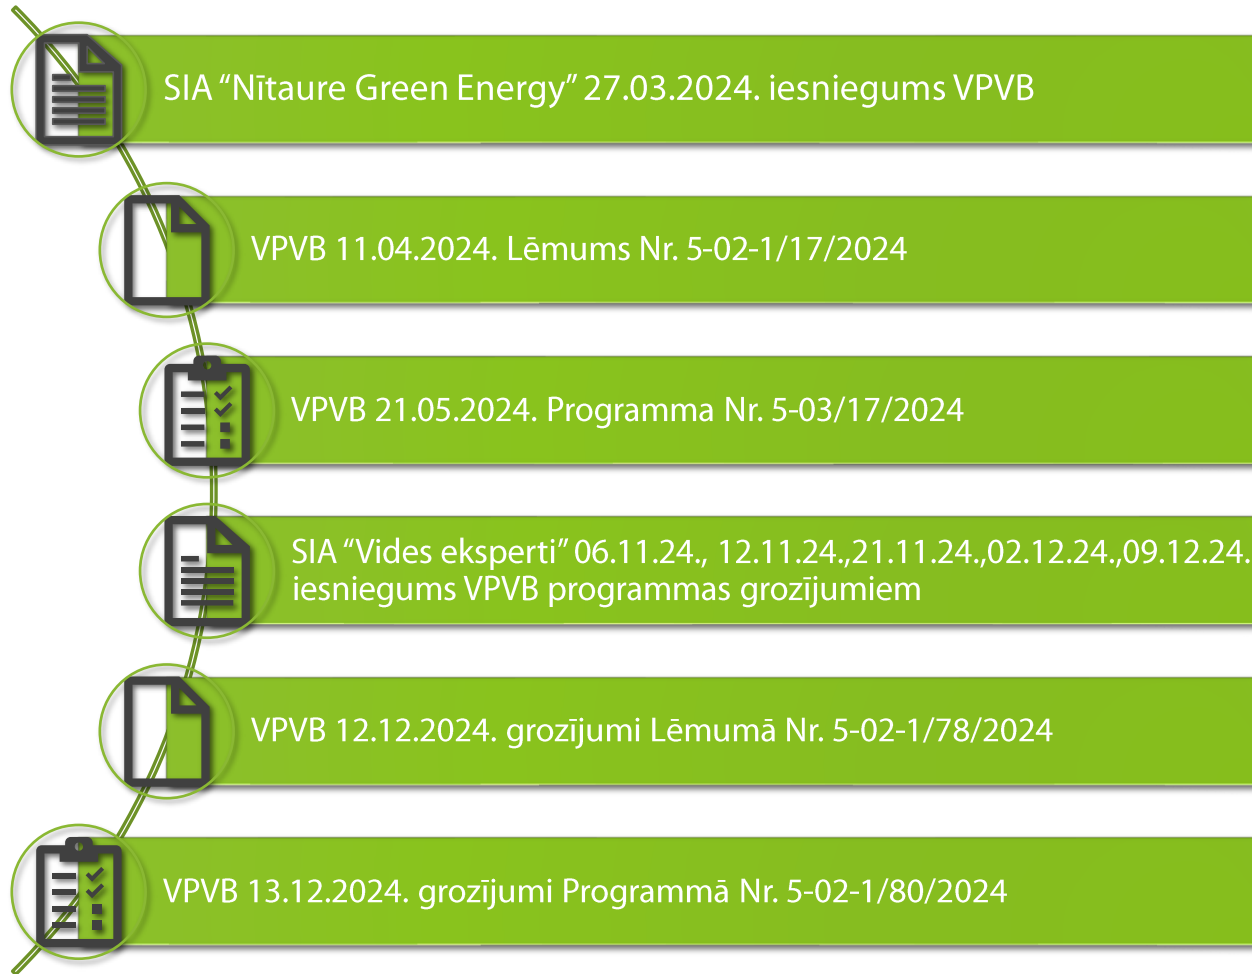 SIA “Nītaure Green Energy” 27.03.2024. iesniegums VPVB
VPVB 11.04.2024. Lēmums Nr. 5-02-1/17/2024
VPVB 21.05.2024. Programma Nr. 5-03/17/2024
SIA “Vides eksperti” 06.11.24., 12.11.24.,21.11.24.,02.12.24.,09.12.24.
iesniegums VPVB programmas grozījumiem
VPVB 12.12.2024. grozījumi Lēmumā Nr. 5-02-1/78/2024
VPVB 13.12.2024. grozījumi Programmā Nr. 5-02-1/80/2024